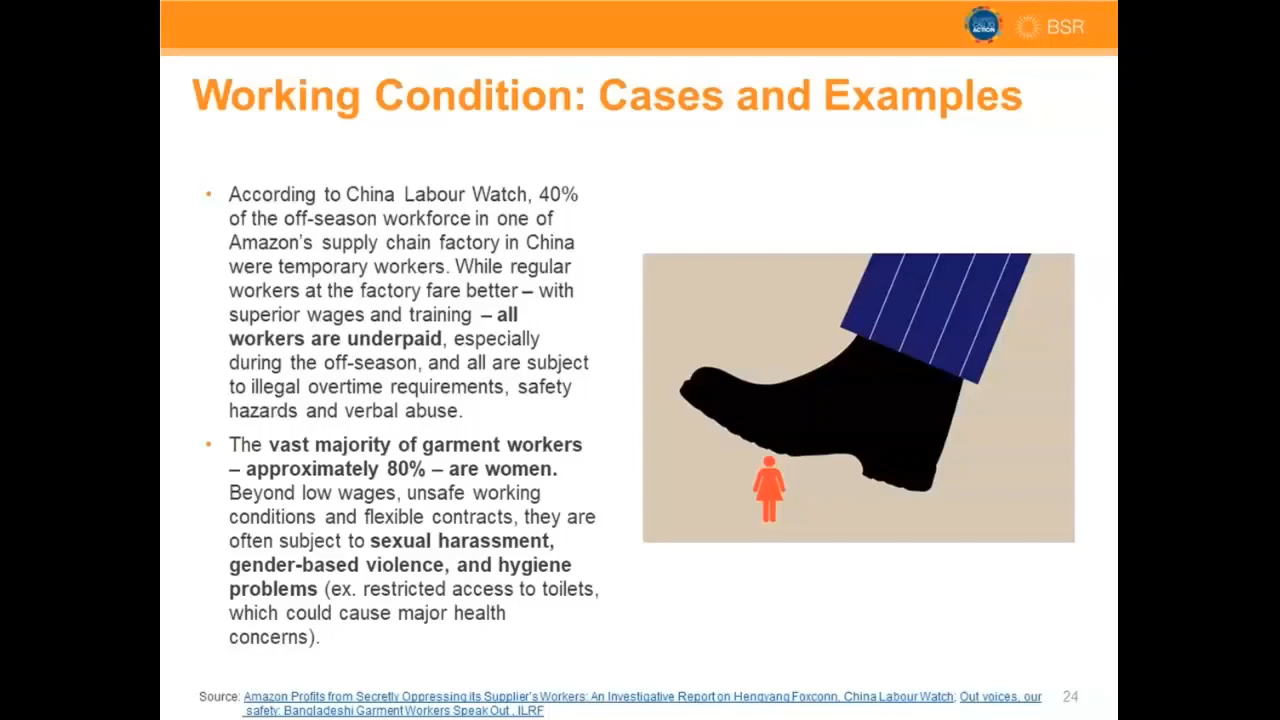 CALL TO
ACTION
BSR
Working Condition: Cases and Examples
• According to China Labour Watch, 40%
of the off-season workforce in one of
Amazon's supply chain factory in China
were temporary workers. While regular
workers at the factory fare better – with
superior wages and training – all
workers are underpaid, especially
during the off-season, and all are subject
to illegal overtime requirements, safety
hazards and verbal abuse.
• The vast majority of garment workers
– approximately 80% – are women.
Beyond low wages, unsafe working
conditions and flexible contracts, they are
often subject to sexual harassment,
gender-based violence, and hygiene
problems (ex. restricted access to toilets,
which could cause major health
concerns).
Source: Amazon Profits from Secretly Oppressing its Supplier's Workers: An Investigative Report on Hengyang Foxconn, China Labour Watch; Out voices, our
safety: Bangladeshi Garment Workers Speak Out , ILRF
24